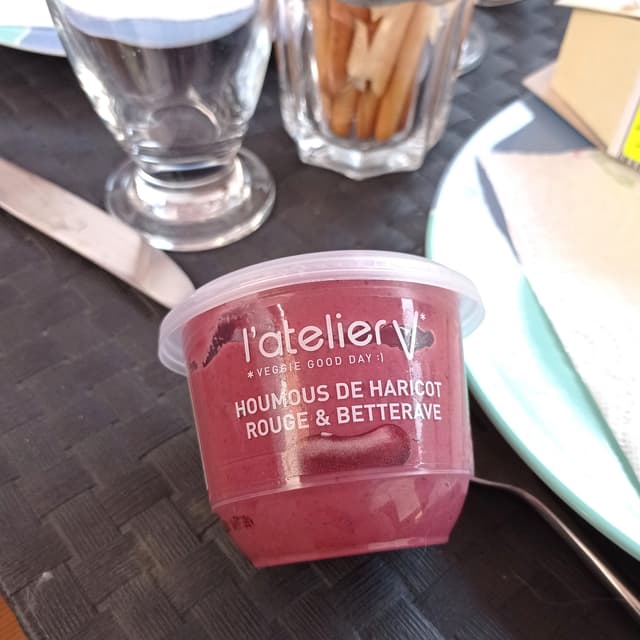 l'atelier V*
*VEGGIE GOOD DAY :)
HOUMOUS DE HARICOT
ROUGE & BETTERAVE